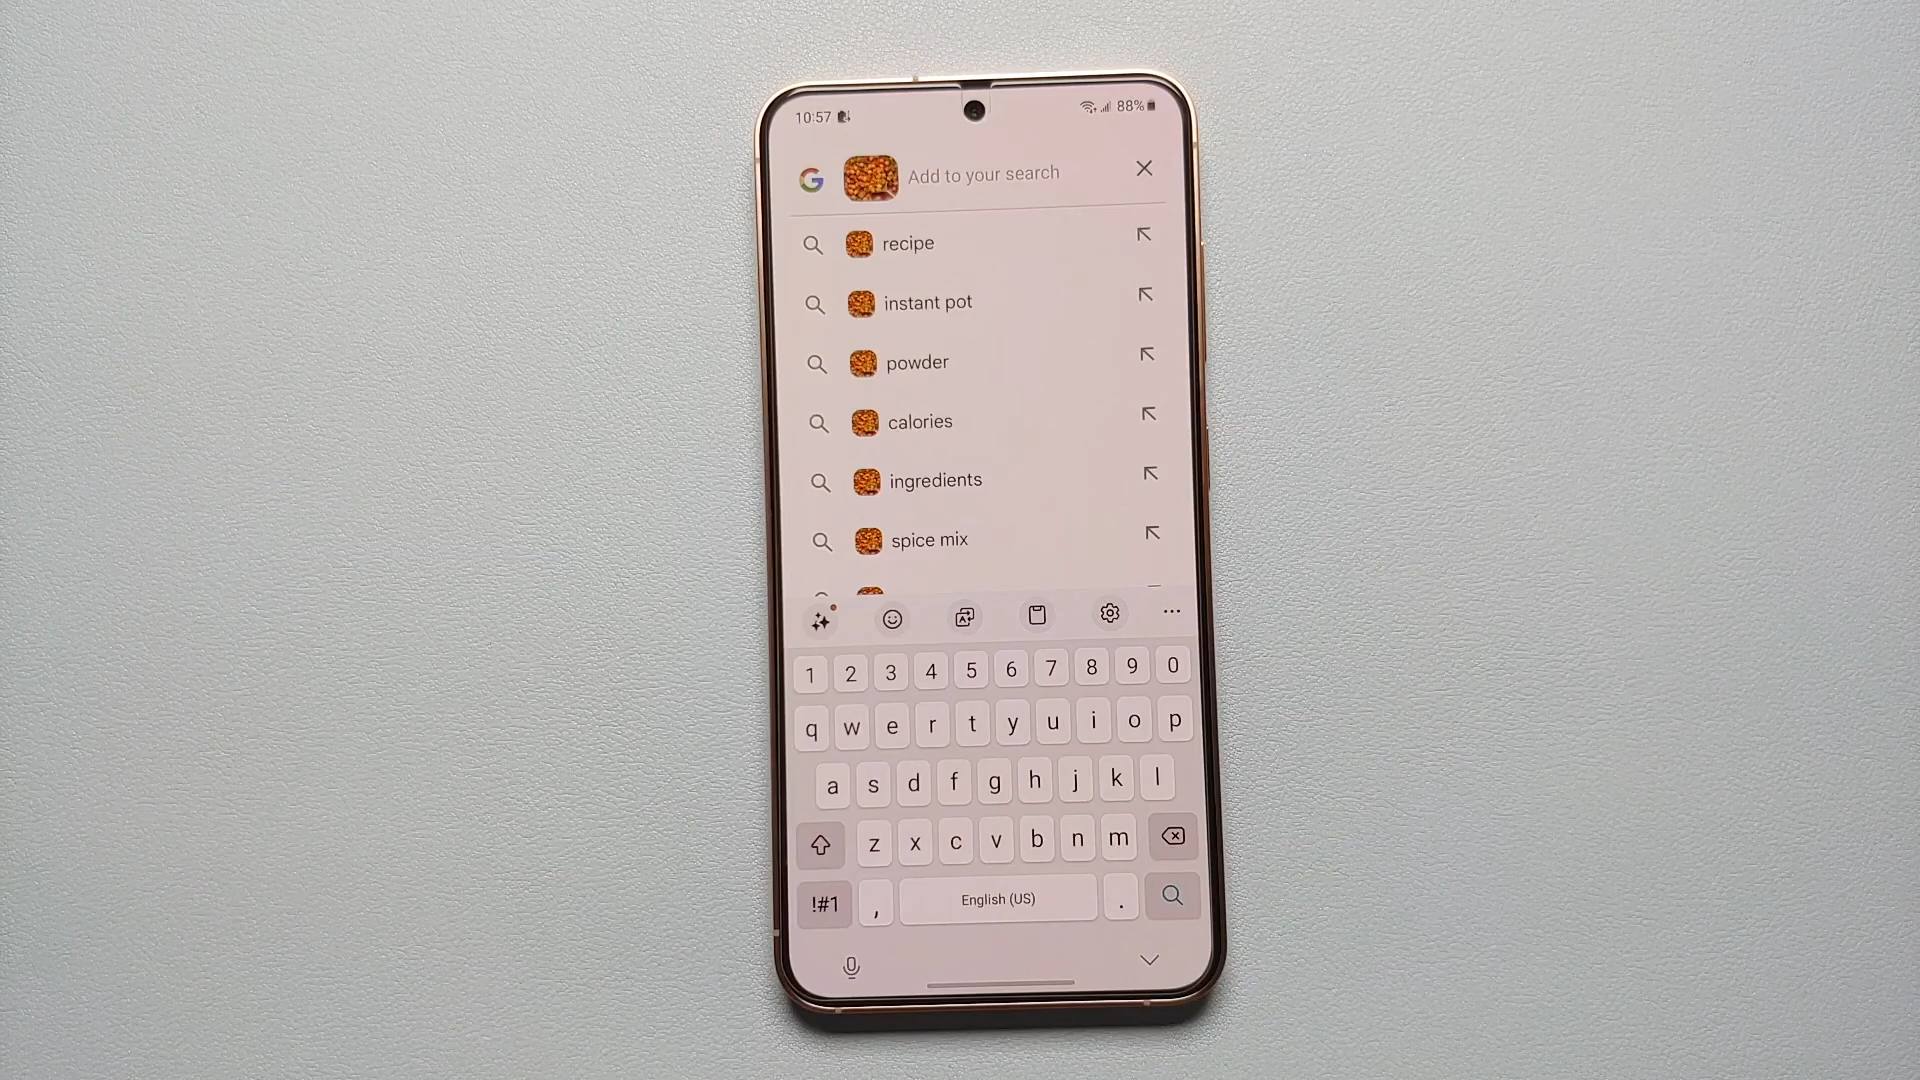 10:57 88%
G Add to your search
recipe
instant pot
powder
calories
ingredients
spice mix
1 2 3 4 5 6 7 8 9 0
q w e r t y u i o p
a s d f g h j k l
z x c v b n m
!#1 , English (US) .